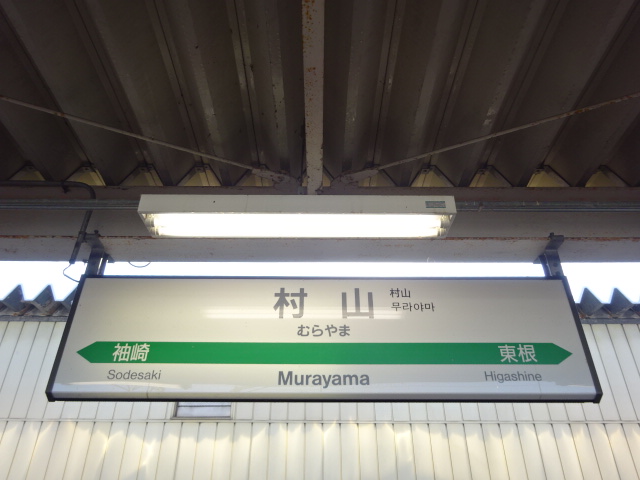 村山
村山
무라야마
むらやま
袖崎
東根
Sodesaki
Murayama
Higashine